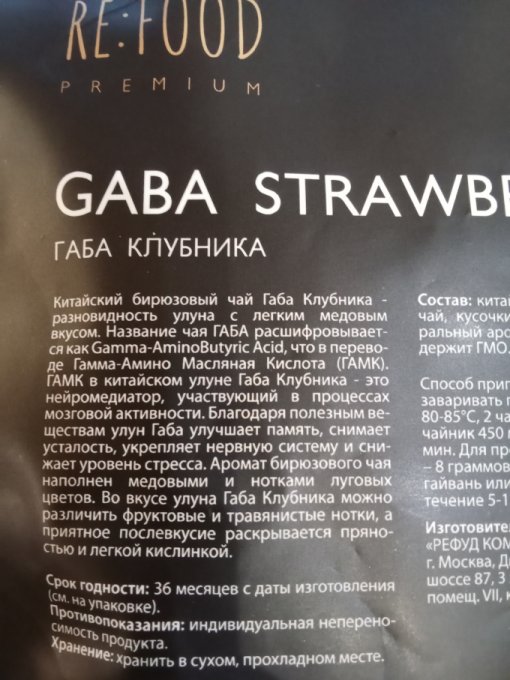 RE:FOOD
PREMIUM
GABA STRAWBE
ГАБА КЛУБНИКА
Китайский бирюзовый чай Габа Клубника -
разновидность улуна с легким медовым
вкусом. Название чая ГАБА расшифровывает-
ся как Gamma-AminoButyric Acid, что в перево-
де Гамма-Амино Масляная Кислота (ГАМК).
ГАМК в китайском улуне Габа Клубника - это
нейромедиатор, участвующий в процессах
мозговой активности. Благодаря полезным ве-
ществам улун Габа улучшает память, снимает
усталость, укрепляет нервную систему и сни-
жает уровень стресса. Аромат бирюзового чая
наполнен медовыми и нотками луговых
цветов. Во вкусе улуна Габа Клубника можно
различить фруктовые и травянистые нотки, а
приятное послевкусие раскрывается пряно-
стью и легкой кислинкой.
Срок годности: 36 месяцев с даты изготовления
(см. на упаковке).
Противопоказания: индивидуальная неперено-
симость продукта.
Хранение: хранить в сухом, прохладном месте.
Состав: кита
чай, кусочки
ральный аро
держит ГМО.
Способ приг
заваривать п
80-85°С, 2 ча
чайник 450 м
мин. Для пр
– 8 граммов
гайвань или
течение 5-1
Изготовите
«РЕФУД КОМ
г. Москва, Д
шоссе 87, 3
помещ. VII, к